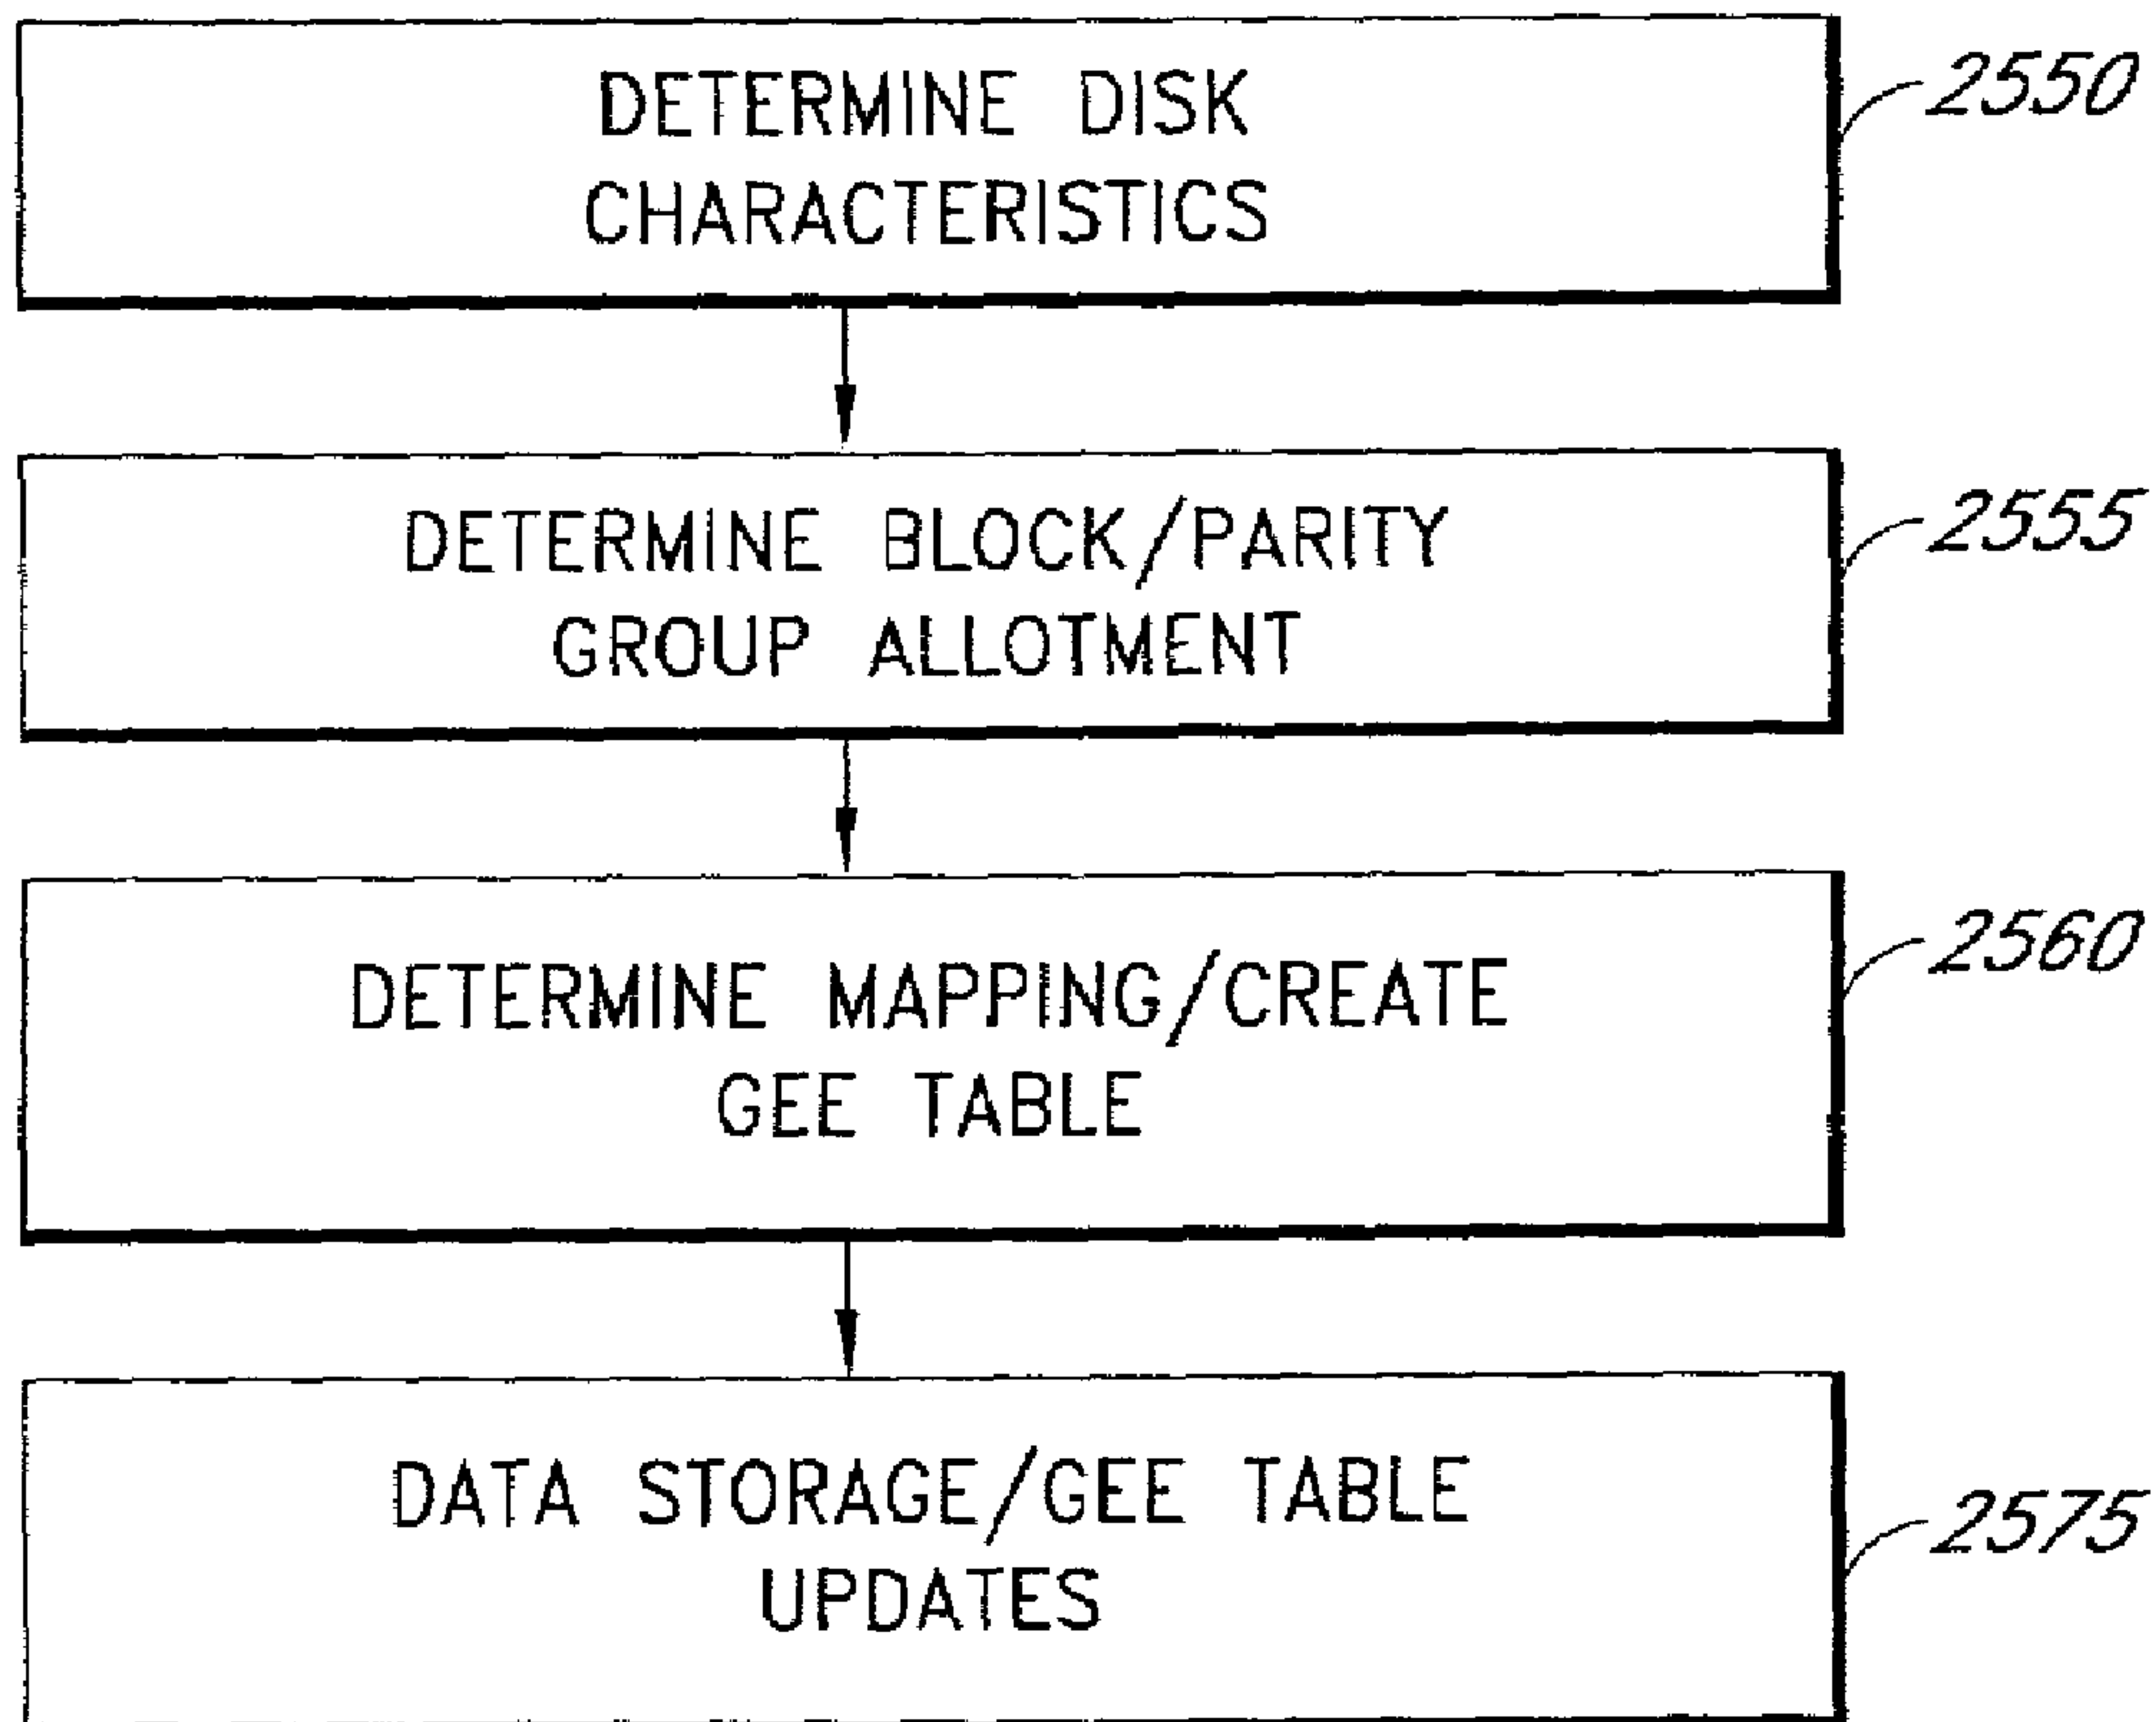 DETERMINE DISK
CHARACTERISTICS
2550
DETERMINE BLOCK/PARITY
GROUP ALLOTMENT
2555
DETERMINE MAPPING/CREATE
GEE TABLE
2560
DATA STORAGE/GEE TABLE
UPDATES
2575